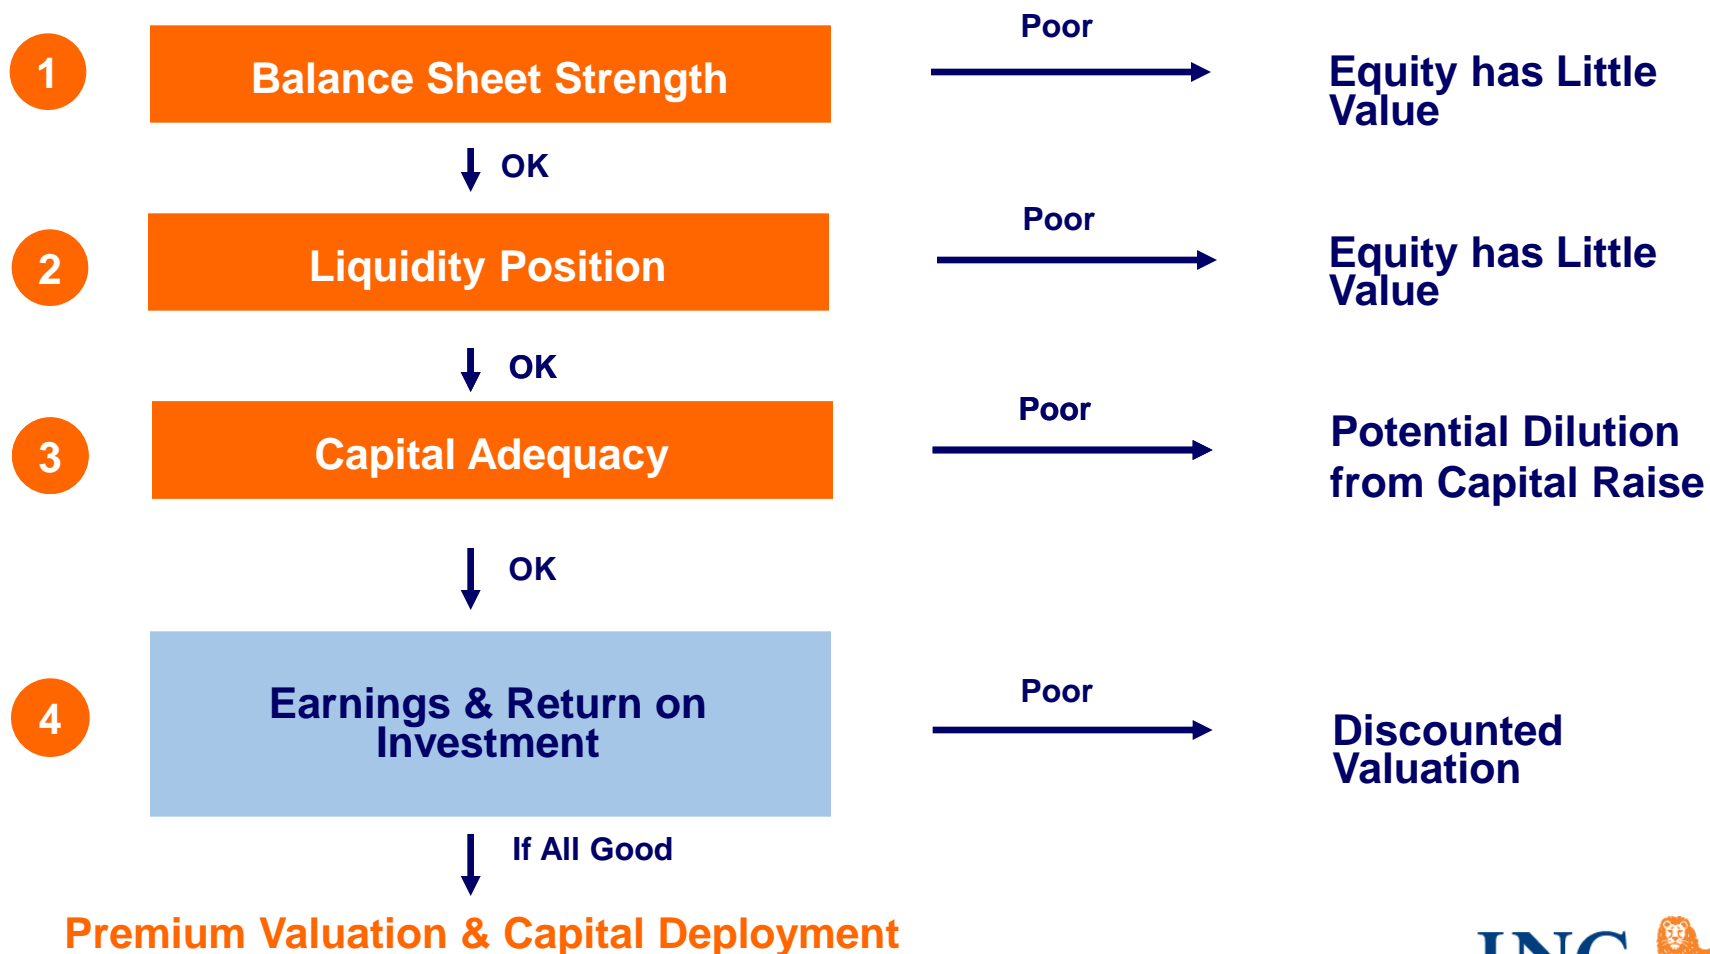 1
Balance Sheet Strength
Poor
Equity has Little
Value
OK
2
Liquidity Position
Poor
Equity has Little
Value
OK
3
Capital Adequacy
Poor
Potential Dilution
from Capital Raise
OK
4
Earnings & Return on
Investment
Poor
Discounted
Valuation
If All Good
Premium Valuation & Capital Deployment
ING